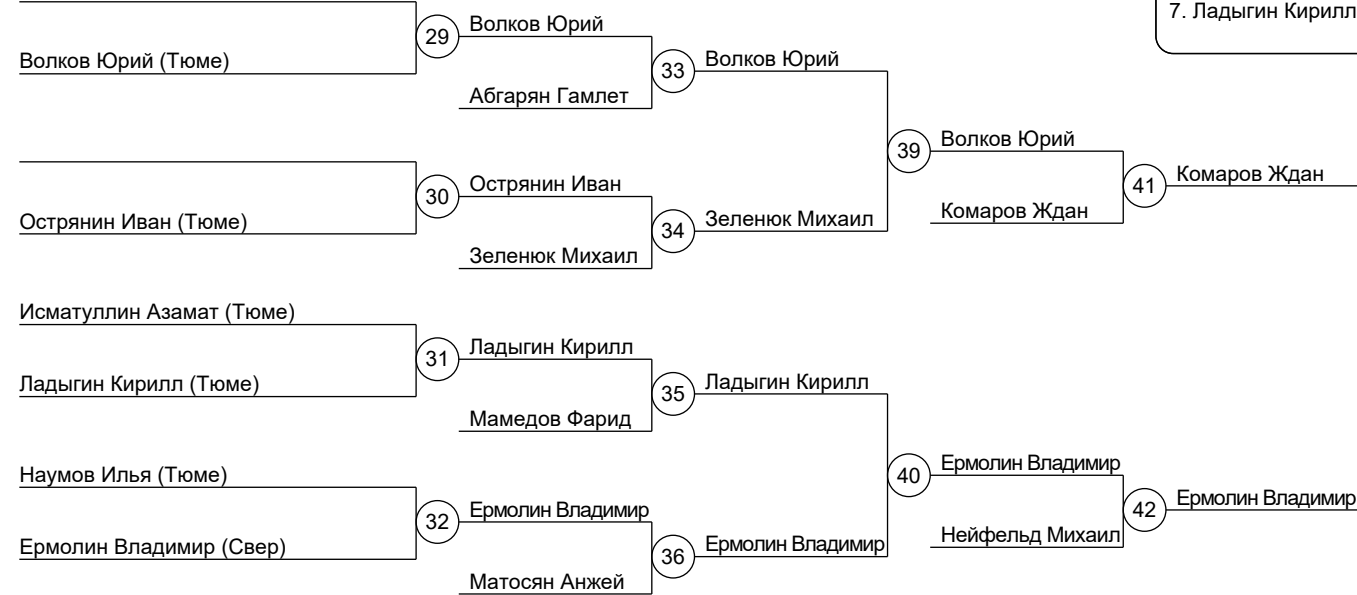 7. Ладыгин Кирилл
29
Волков Юрий
Волков Юрий (Тюме)
33
Волков Юрий
Абгарян Гамлет
39
Волков Юрий
30
Острянин Иван
41
Комаров Ждан
Острянин Иван (Тюме)
34
Зеленюк Михаил
Комаров Ждан
Зеленюк Михаил
Исматуллин Азамат (Тюме)
31
Ладыгин Кирилл
Ладыгин Кирилл (Тюме)
35
Ладыгин Кирилл
Мамедов Фарид
Наумов Илья (Тюме)
40
Ермолин Владимир
32
Ермолин Владимир
42
Ермолин Владимир
Ермолин Владимир (Свер)
36
Ермолин Владимир
Нейфельд Михаил
Матосян Анжей